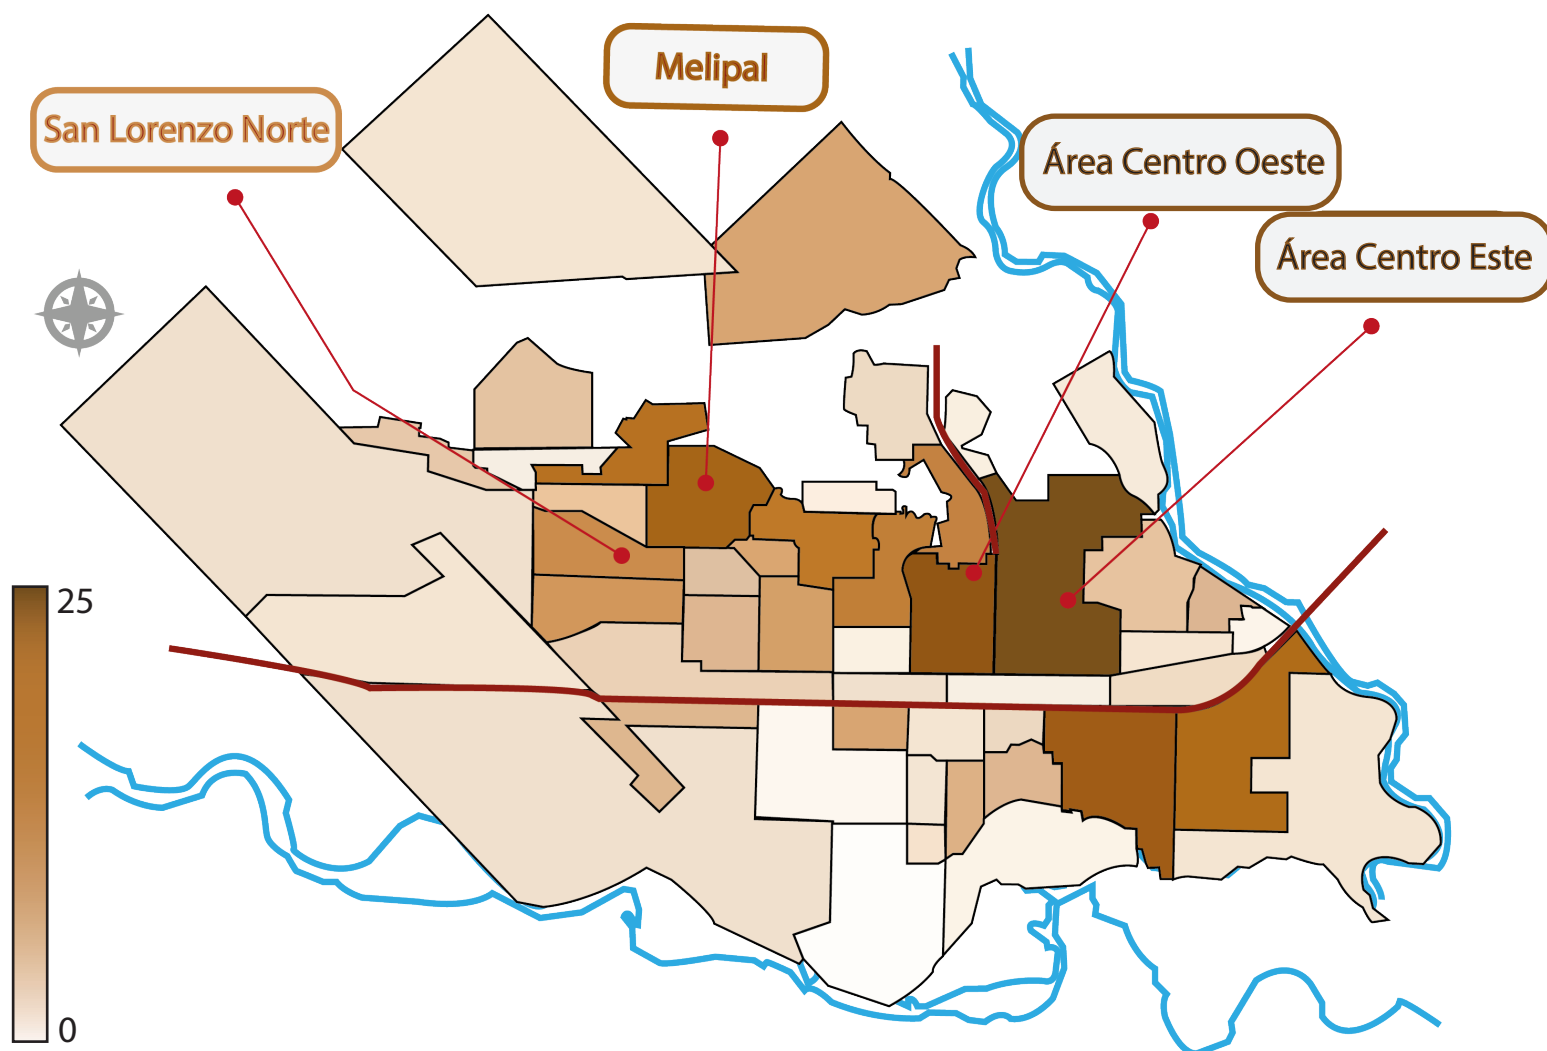 Melipal
San Lorenzo Norte
Área Centro Oeste
Área Centro Este
25
0